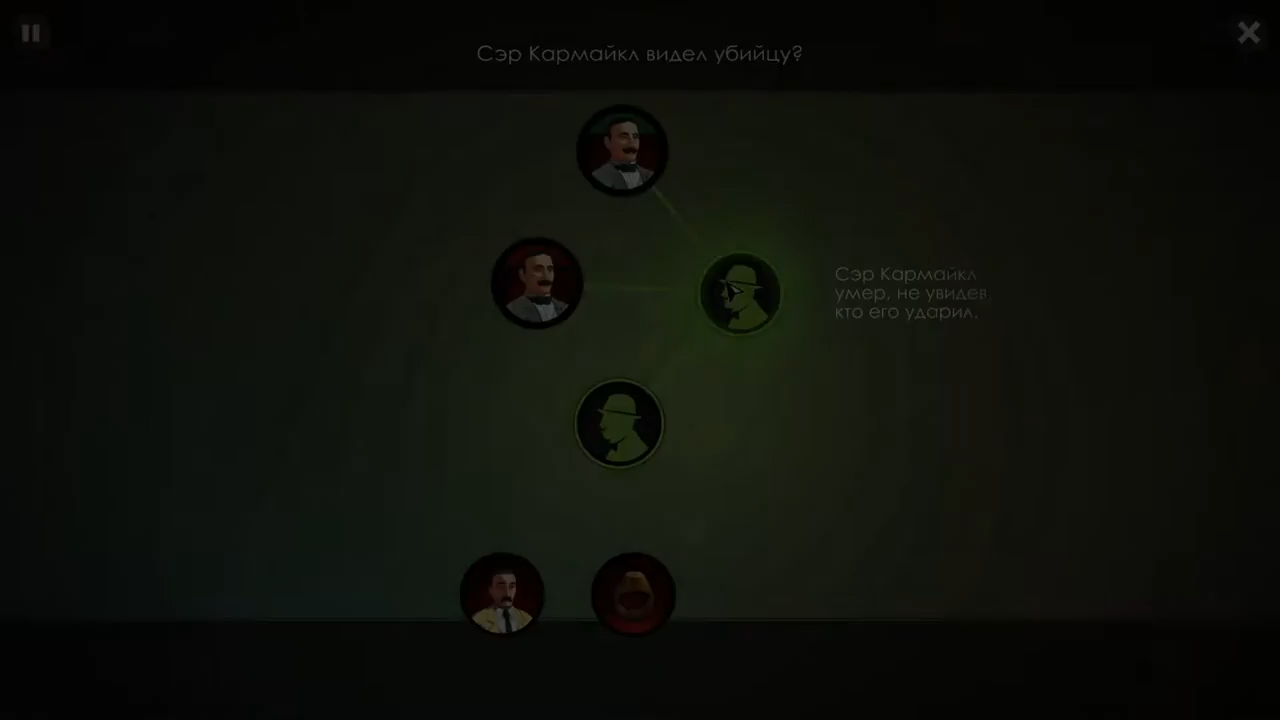 Сэр Кармайкл видел убийцу?
Сэр Кармайкл
умер, не увидев,
кто его ударил.